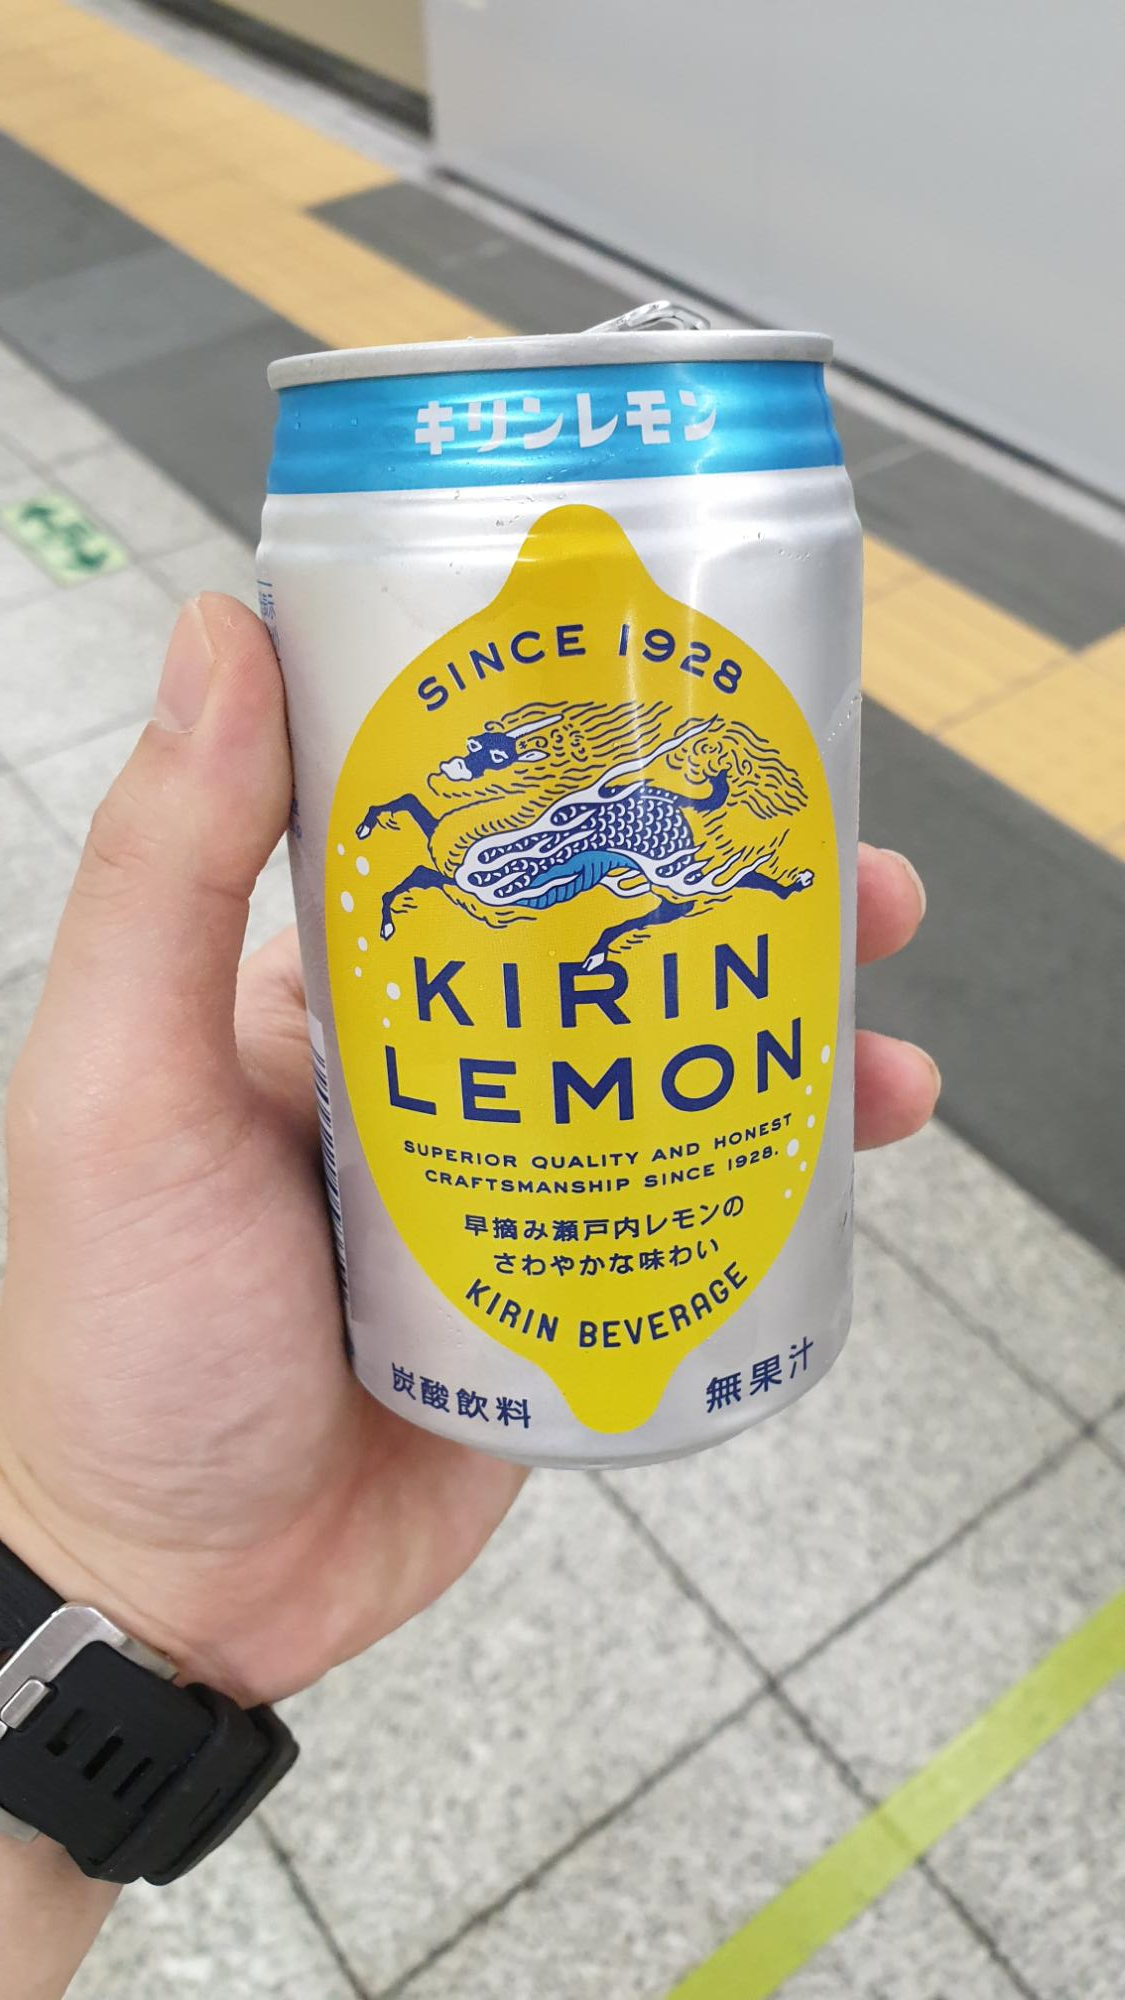 キリンレモン
SINCE 1928
KIRIN
LEMON
SUPERIOR QUALITY AND HONEST
CRAFTSMANSHIP SINCE 1928.
早摘み瀬戸内レモンの
さわやかな味わい
KIRIN BEVERAGE
炭酸飲料
無果汁